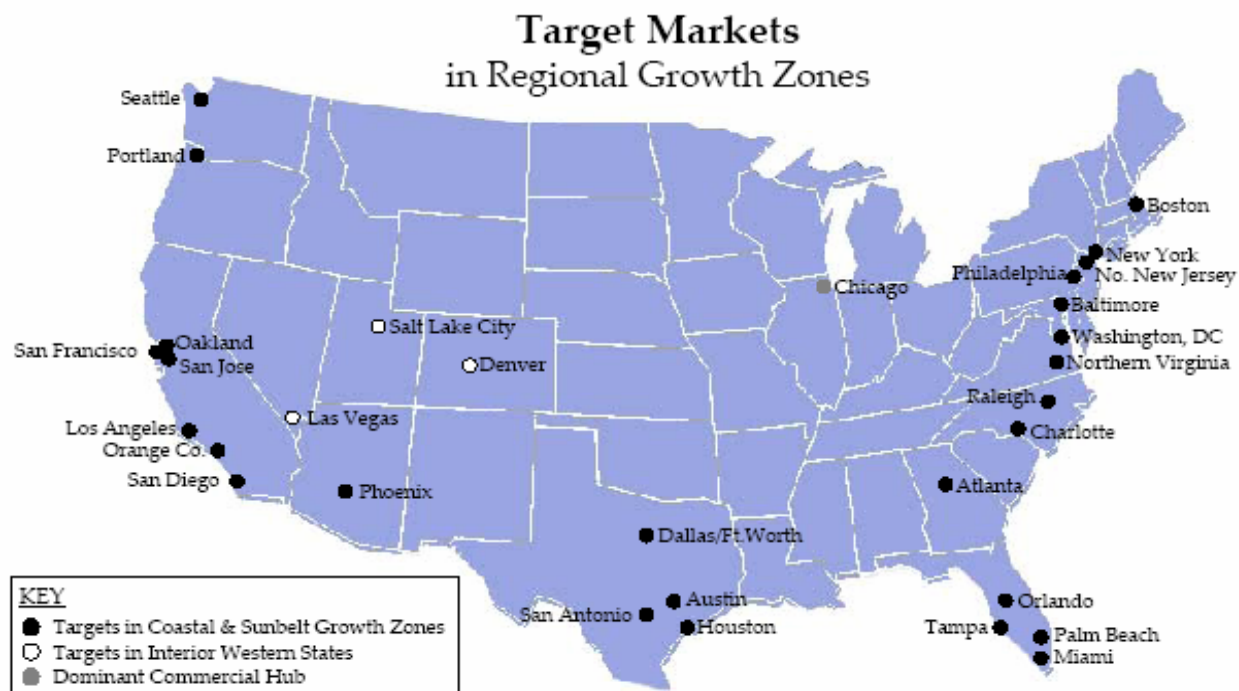 Target Markets
in Regional Growth Zones
Seattle
Portland
Boston
New York
No. New Jersey
Philadelphia
Chicago
Baltimore
Salt Lake City
Washington, DC
Oakland
San Francisco
San Jose
Denver
Northern Virginia
Raleigh
Las Vegas
Los Angeles
Charlotte
Orange Co.
San Diego
Phoenix
Atlanta
Dallas/Ft.Worth
Austin
San Antonio
Houston
Orlando
Tampa
Palm Beach
Miami
KEY
Targets in Coastal & Sunbelt Growth Zones
Targets in Interior Western States
Dominant Commercial Hub